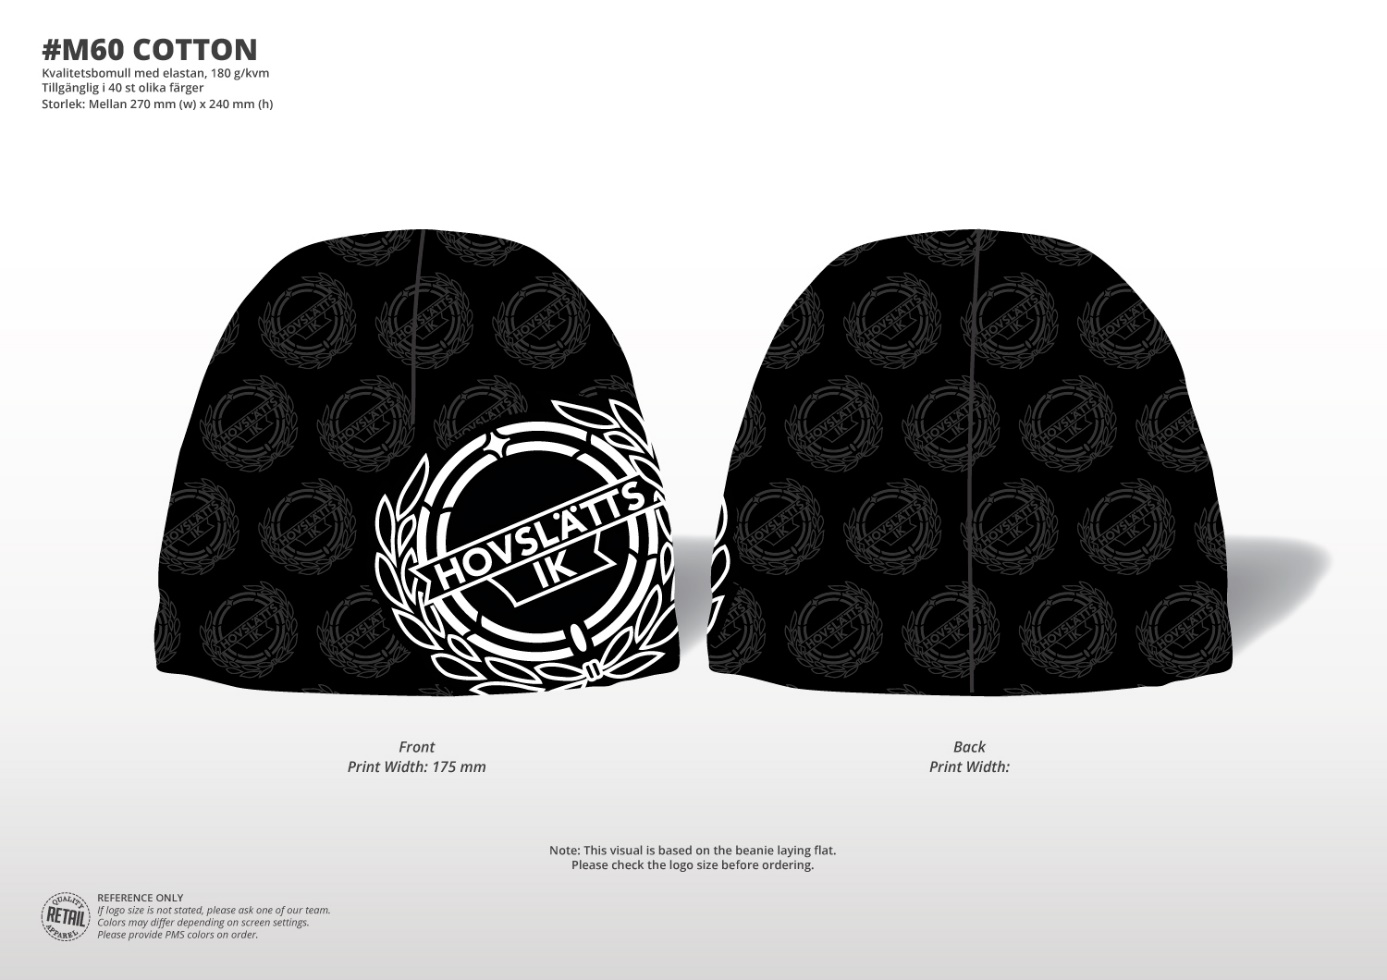 #M60 COTTON
Kvalitetsbomull med elastan, 180 g/kvm
Tillgänglig i 40 st olika färger
Storlek: Mellan 270 mm (w) x 240 mm (h)
HOVSLÄTTS
IK
Front
Print Width: 175 mm
Back
Print Width:
Note: This visual is based on the beanie laying flat.
Please check the logo size before ordering.
QUALITY
RETAIL
APPAREL
REFERENCE ONLY
If logo size is not stated, please ask one of our team.
Colors may differ depending on screen settings.
Please provide PMS colors on order.